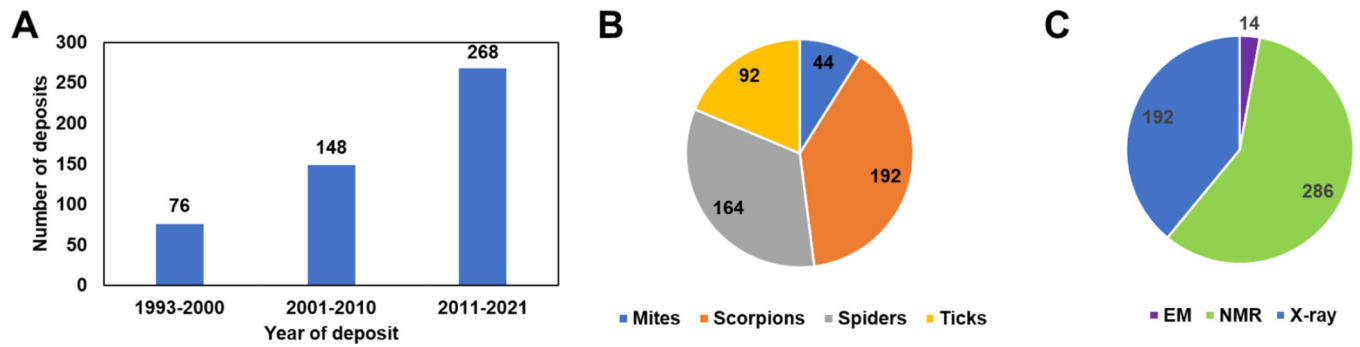 A
Number of deposits
300
250
200
150
100
50
0
76
148
268
1993-2000 2001-2010 2011-2021
Year of deposit
B
44
192
164
92
Mites Scorpions Spiders Ticks
C
14
286
192
EM NMR X-ray